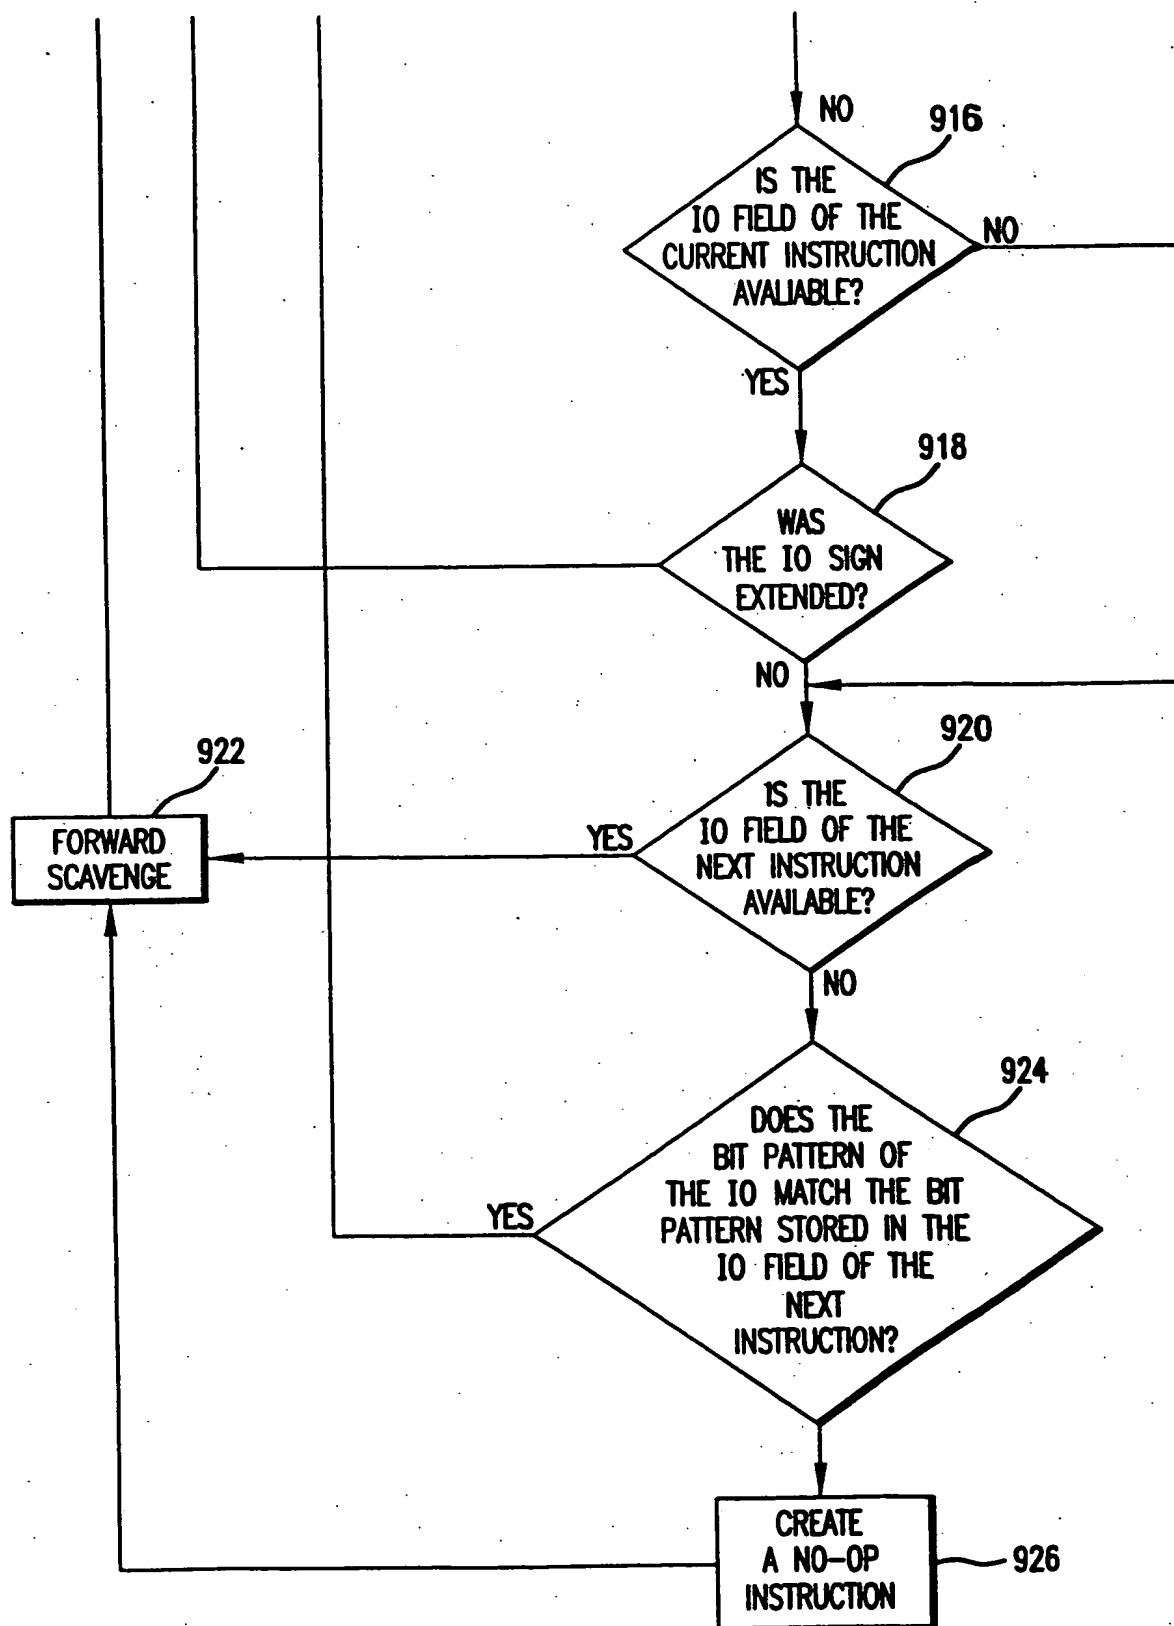 NO
916
IS THE
IO FIELD OF THE
CURRENT INSTRUCTION
AVALIABLE?
NO
YES
918
WAS
THE IO SIGN
EXTENDED?
NO
920
IS THE
IO FIELD OF THE
NEXT INSTRUCTION
AVAILABLE?
YES
922
FORWARD
SCAVENGE
NO
924
DOES THE
BIT PATTERN OF
THE IO MATCH THE BIT
PATTERN STORED IN THE
IO FIELD OF THE
NEXT
INSTRUCTION?
YES
CREATE
A NO-OP
INSTRUCTION
926